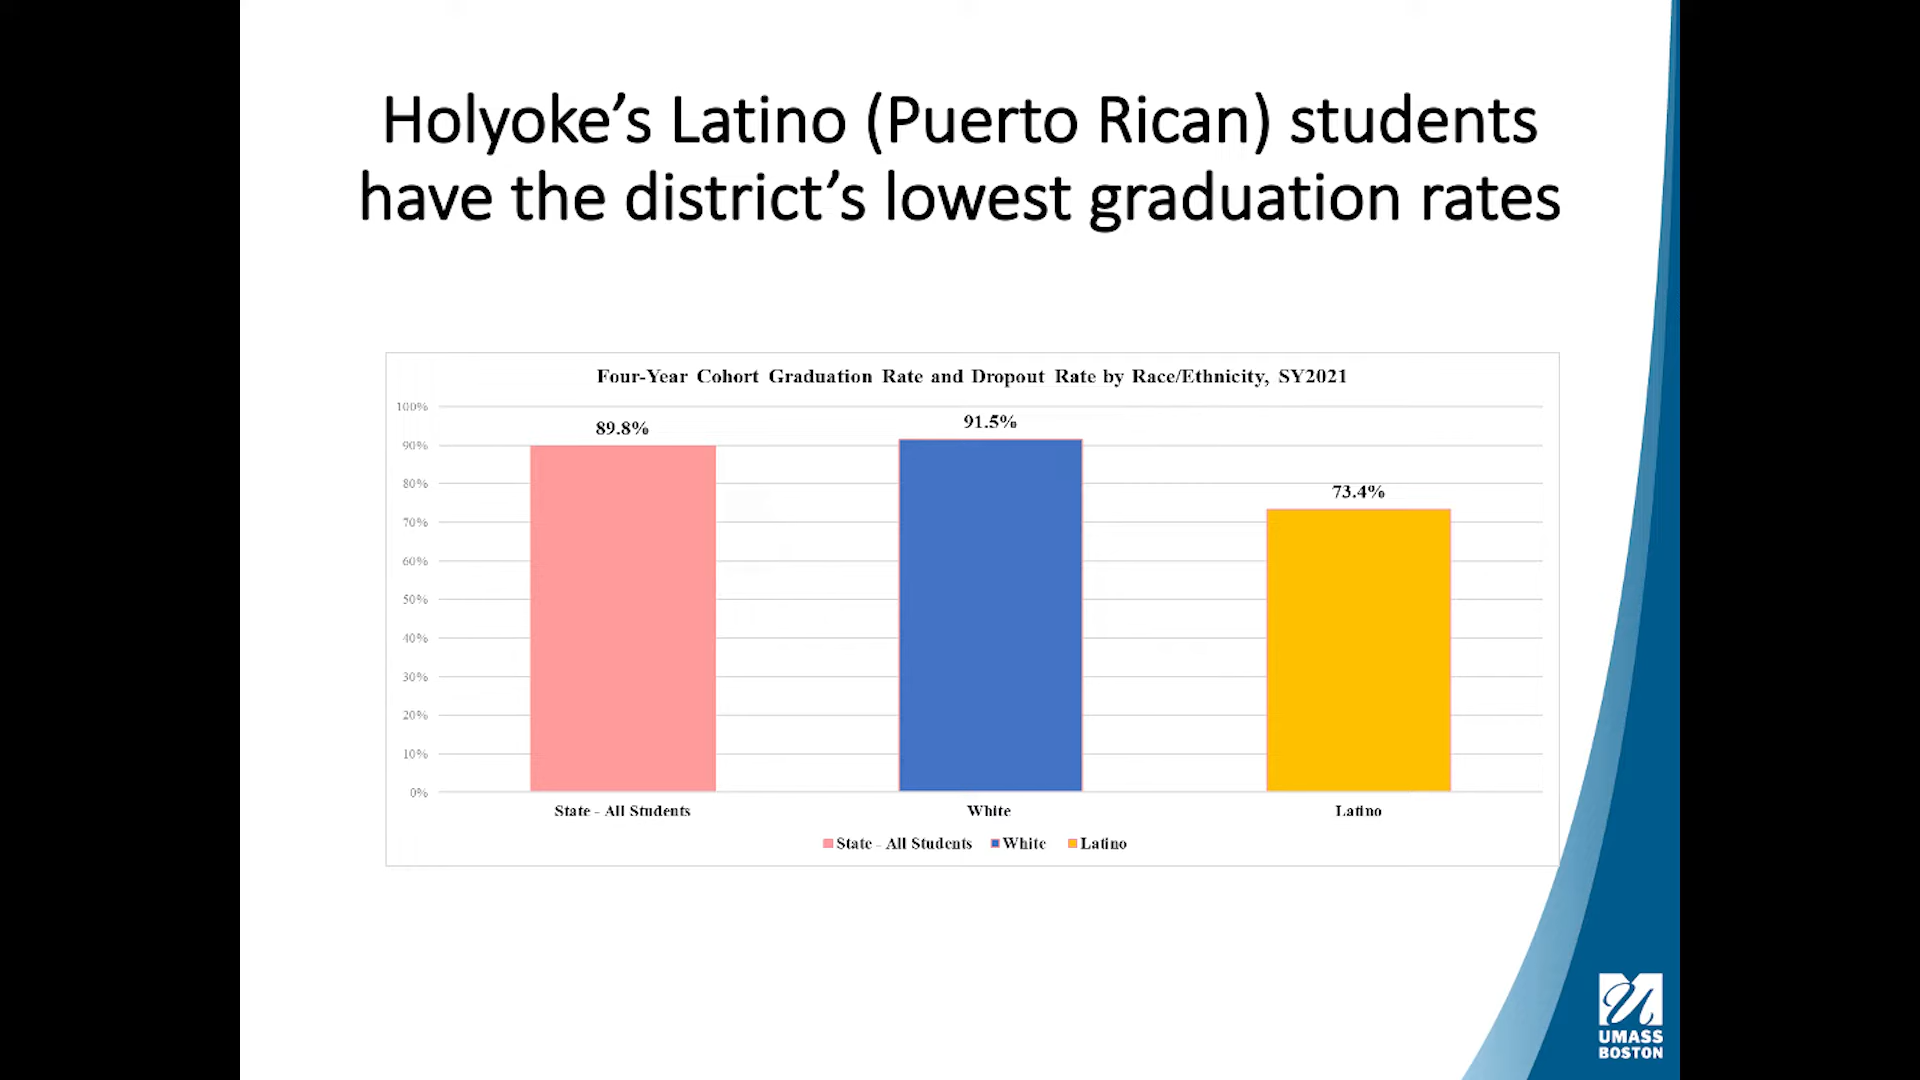 Holyoke’s Latino (Puerto Rican) students
have the district’s lowest graduation rates
Four-Year Cohort Graduation Rate and Dropout Rate by Race/Ethnicity, SY2021
100%
90%
80%
70%
60%
50%
40%
30%
20%
10%
0%
89.8%
91.5%
73.4%
State - All Students
White
Latino
State - All Students
White
Latino
UMASS
BOSTON